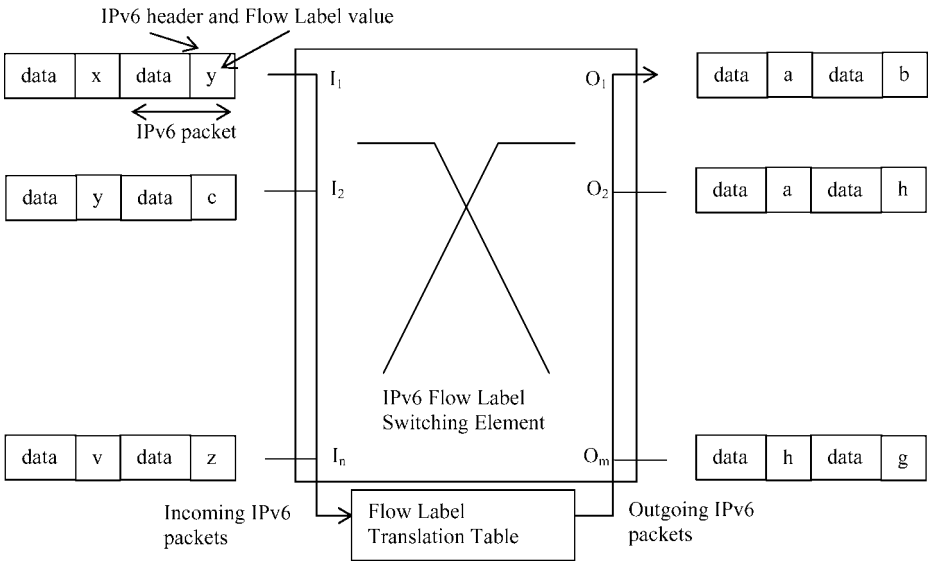 IPv6 header and Flow Label value
data x data y
I1
O1
data a data b
IPv6 packet
data y data c
I2
O2
data a data h
IPv6 Flow Label
Switching Element
data v data z
In
Om
data h data g
Incoming IPv6
packets
Flow Label
Translation Table
Outgoing IPv6
packets